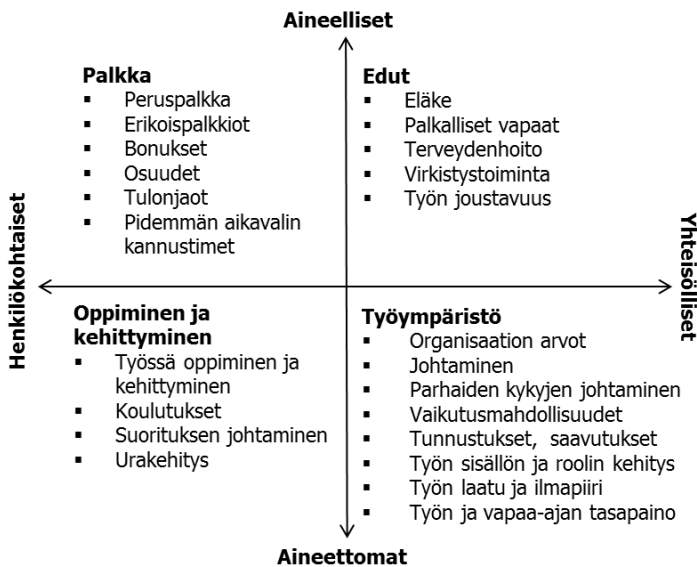 Aineelliset
Palkka
▪ Peruspalkka
▪ Erikoispalkkiot
▪ Bonukset
▪ Osuudet
▪ Tulonjaot
▪ Pidemmän aikavalin
kannustimet
Edut
▪ Eläke
▪ Palkalliset vapaat
▪ Terveydenhoito
▪ Virkistystoiminta
▪ Työn joustavuus
Henkilökohtaiset
Yhteisölliset
Oppiminen ja
kehittyminen
▪ Työssä oppiminen ja
kehittyminen
▪ Koulutukset
▪ Suorituksen johtaminen
▪ Urakehitys
Työympäristö
▪ Organisaation arvot
▪ Johtaminen
▪ Parhaiden kykyjen johtaminen
▪ Vaikutusmahdollisuudet
▪ Tunnustukset, saavutukset
▪ Työn sisällön ja roolin kehitys
▪ Työn laatu ja ilmapiiri
▪ Työn ja vapaa-ajan tasapaino
Aineettomat